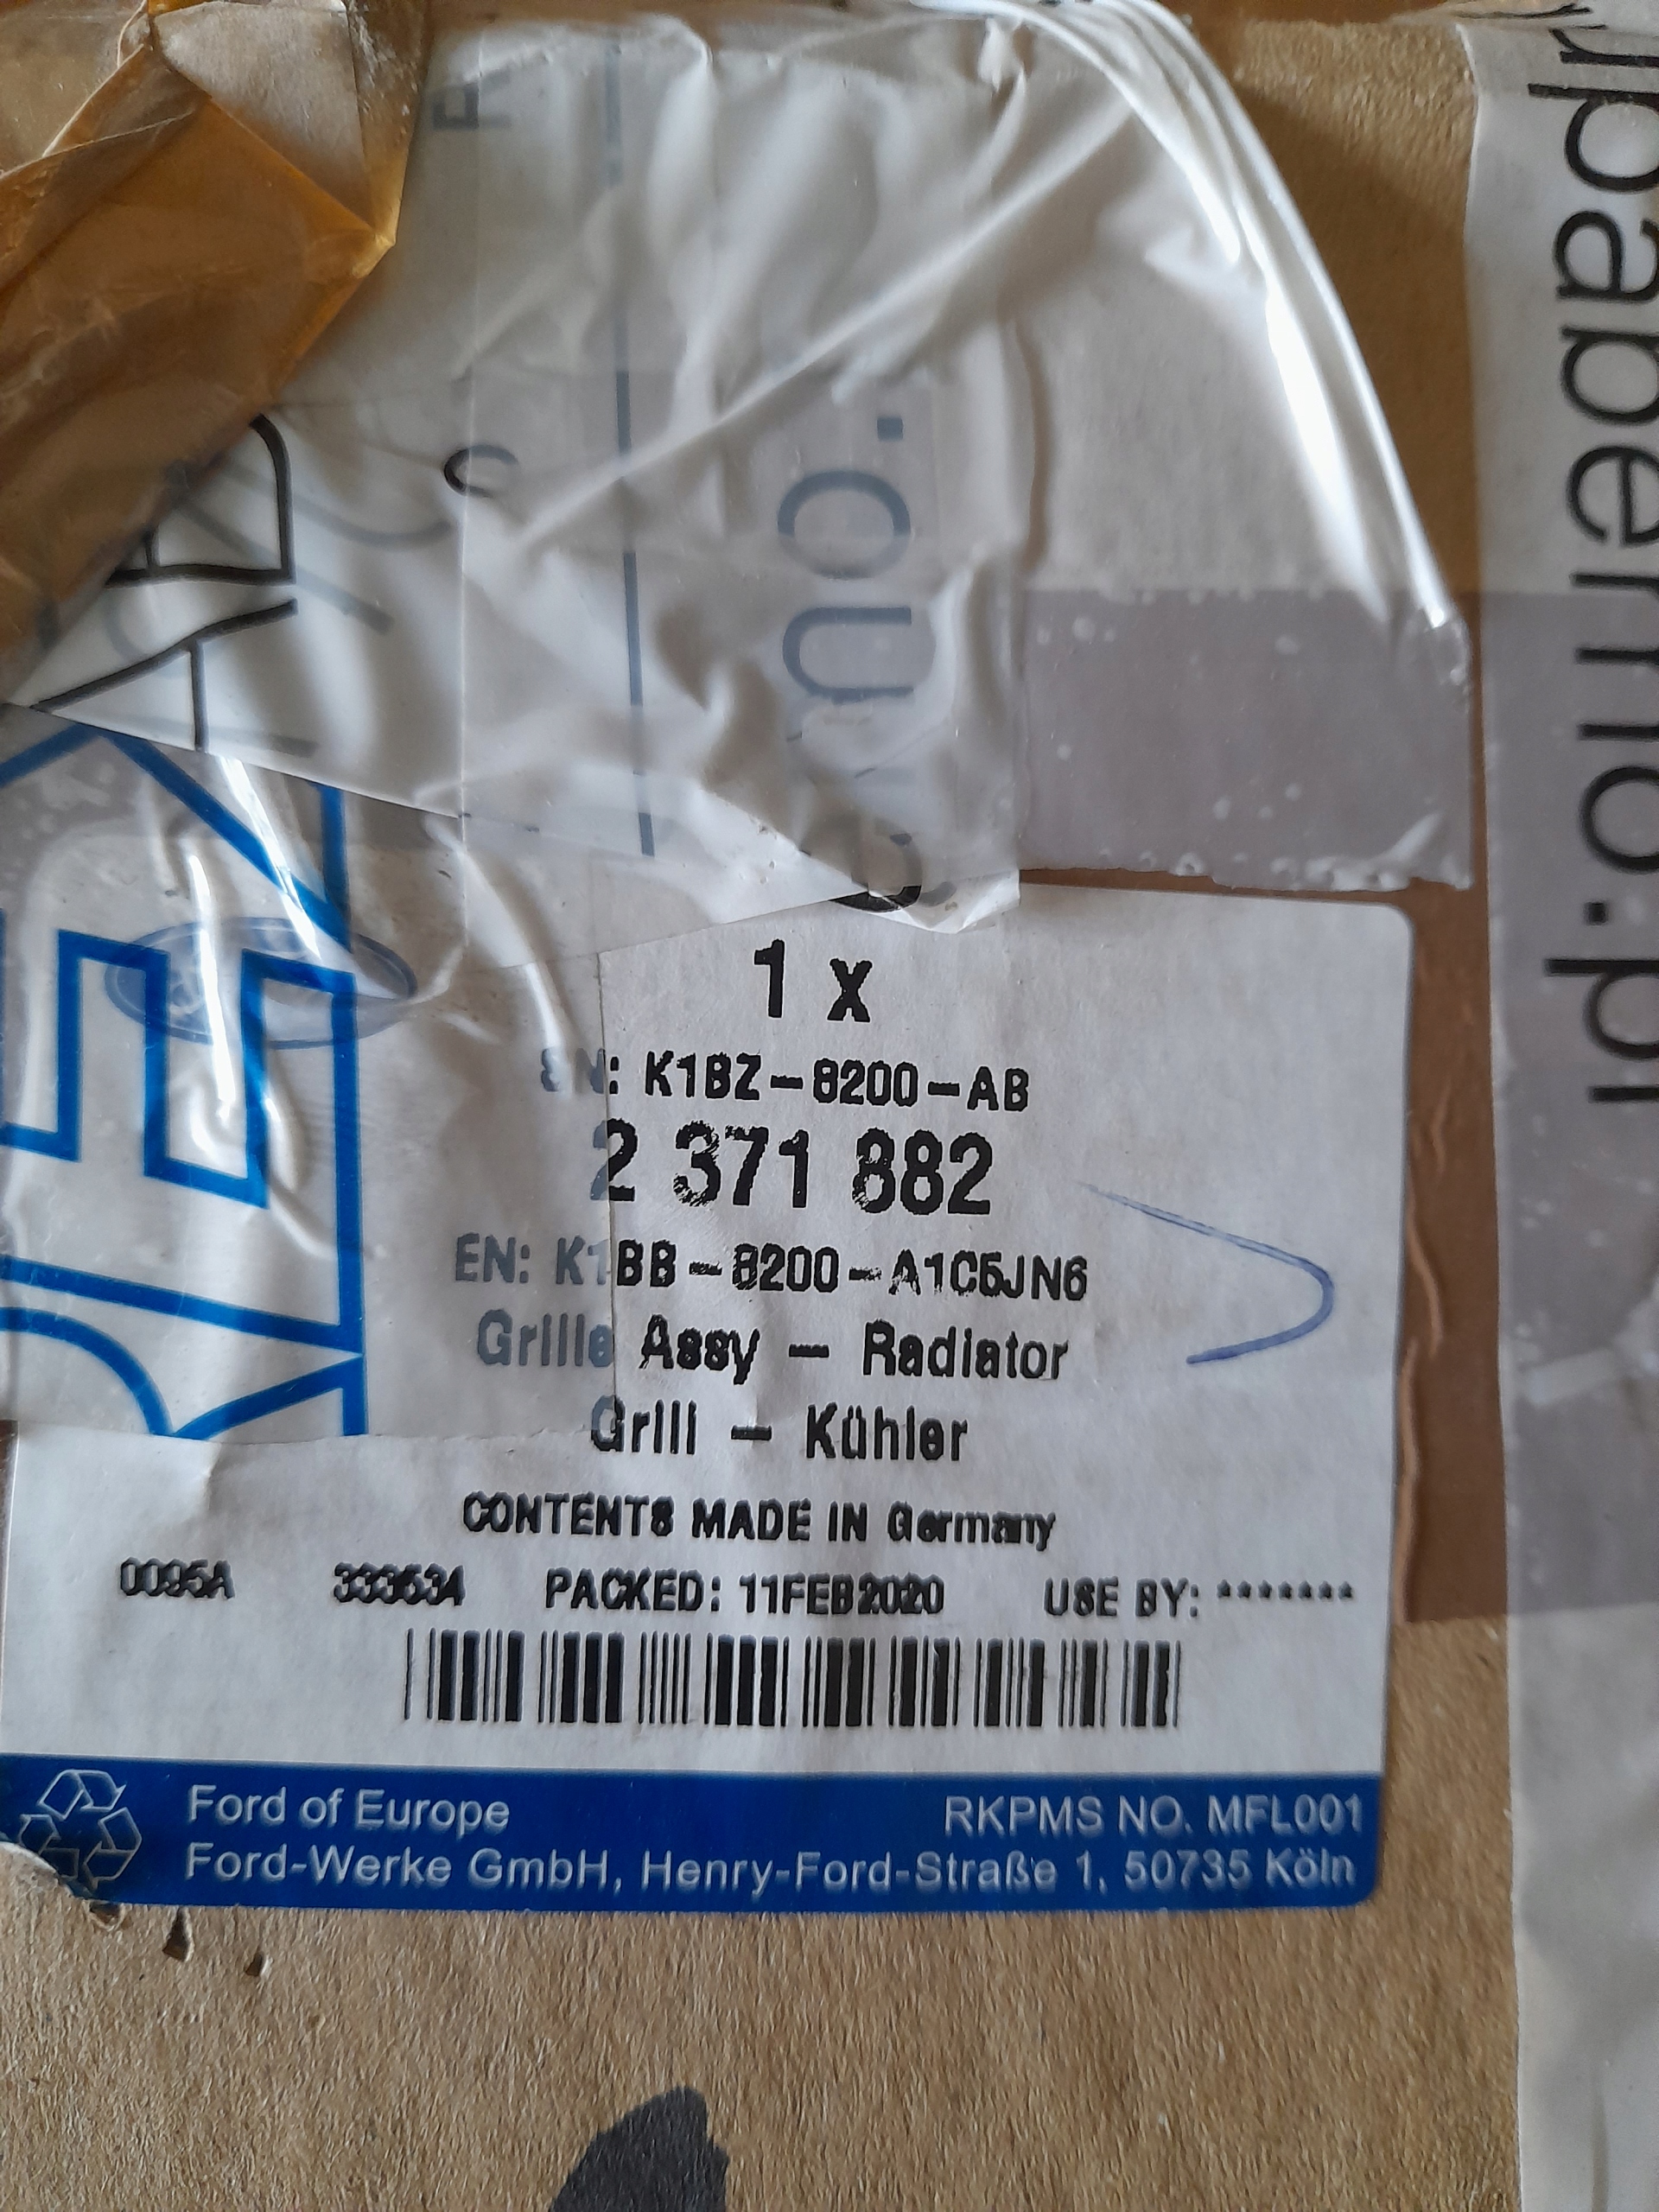 1 x
SN: K1BZ-8200-AB
2 371 882
EN: K1BB-8200-A1C5JN6
Grille Assy - Radiator
Grill - Kühler
CONTENTS MADE IN Germany
0095A 333534 PACKED: 11FEB2020 USE BY: *******
Ford of Europe RKPMS NO. MFL001
Ford-Werke GmbH, Henry-Ford-Straße 1, 50735 Köln